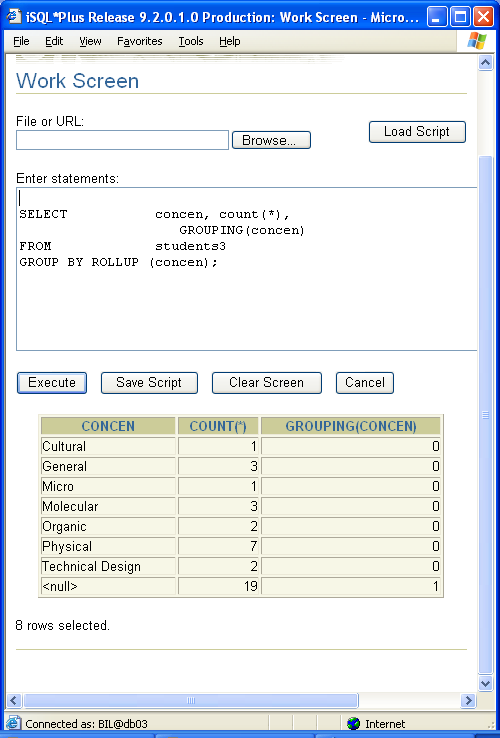 iSQL*Plus Release 9.2.0.1.0 Production: Work Screen - Micro...
File Edit View Favorites Tools Help
Work Screen
File or URL:
Browse... Load Script
Enter statements:
SELECT concen, count(*),
GROUPING(concen)
FROM students3
GROUP BY ROLLUP (concen);
Execute Save Script Clear Screen Cancel
CONCEN COUNT(*) GROUPING(CONCEN)
Cultural 1 0
General 3 0
Micro 1 0
Molecular 3 0
Organic 2 0
Physical 7 0
Technical Design 2 0
<null> 19 1
8 rows selected.
Connected as: BIL@db03 Internet